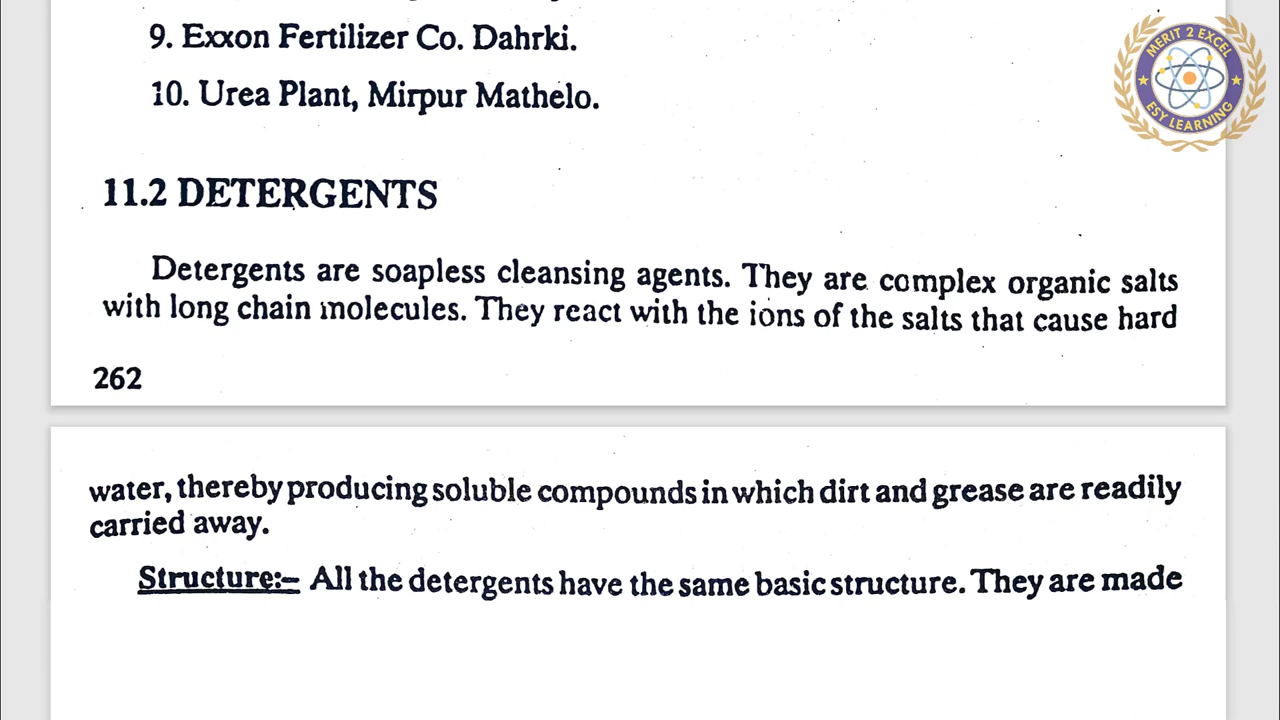 9. Exxon Fertilizer Co. Dahrki.
10. Urea Plant, Mirpur Mathelo.
MERIT 2 EXCEL
ESY LEARNING
11.2 DETERGENTS
Detergents are soapless cleansing agents. They are complex organic salts
with long chain molecules. They react with the ions of the salts that cause hard
262
water, thereby producing soluble compounds in which dirt and grease are readily
carried away.
Structure:– All the detergents have the same basic structure. They are made